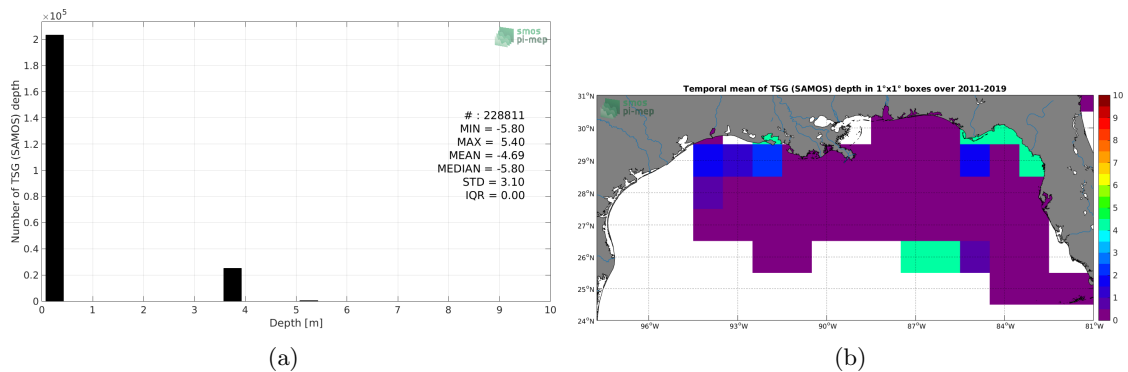 ×10⁵
2
1.8
1.6
1.4
1.2
1
0.8
0.6
0.4
0.2
0
Number of TSG (SAMOS) depth
0 1 2 3 4 5 6 7 8 9 10
Depth [m]
smos
pi-mep
# : 228811
MIN = -5.80
MAX = 5.40
MEAN = -4.69
MEDIAN = -5.80
STD = 3.10
IQR = 0.00
(a)
Temporal mean of TSG (SAMOS) depth in 1°x1° boxes over 2011-2019
smos
pi-mep
31°N
30°N
29°N
28°N
27°N
26°N
25°N
24°N
96°W 93°W 90°W 87°W 84°W 81°W
10
9
8
7
6
5
4
3
2
1
0
(b)